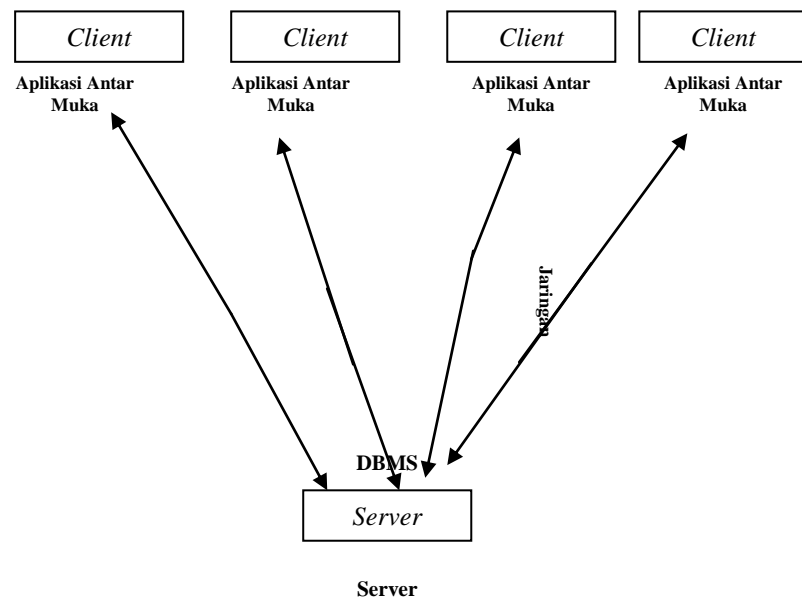 Client
Client
Client
Client
Aplikasi Antar
Muka
Aplikasi Antar
Muka
Aplikasi Antar
Muka
Aplikasi Antar
Muka
Jaringan
DBMS
Server
Server